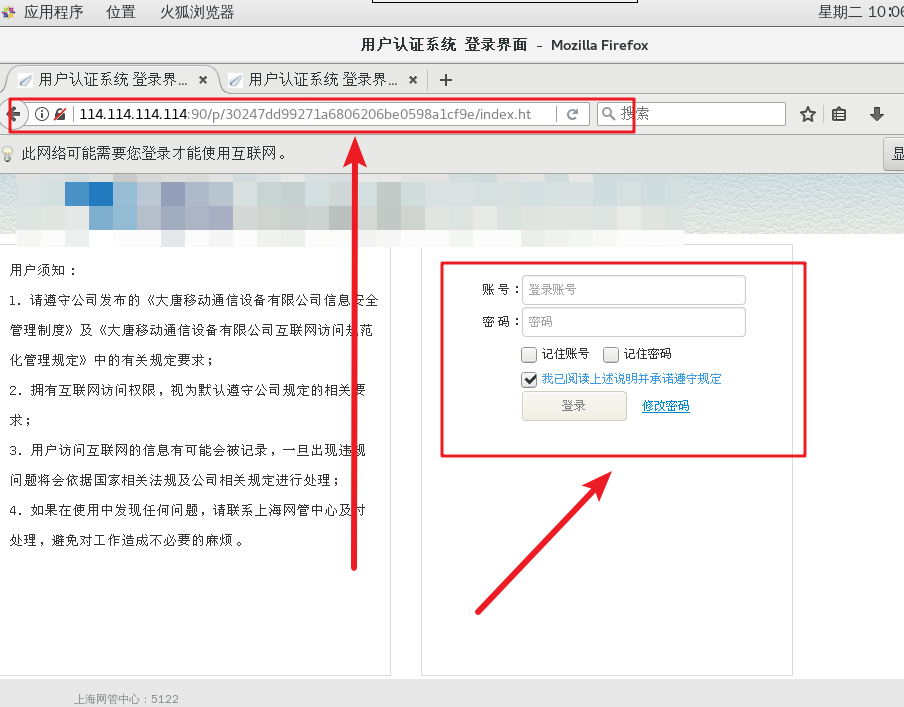 应用程序 位置 火狐浏览器 星期二 10:06
用户认证系统 登录界面 - Mozilla Firefox
用户认证系统 登录界... × 用户认证系统 登录界... × +
114.114.114.114:90/p/30247dd99271a6806206be0598a1cf9e/index.ht 搜索
此网络可能需要您登录才能使用互联网。 显
用户须知：
1. 请遵守公司发布的《大唐移动通信设备有限公司信息安全
管理制度》及《大唐移动通信设备有限公司互联网访问规范
化管理规定》中的有关规定要求；
2. 拥有互联网访问权限，视为默认遵守公司规定的相关要
求；
3. 用户访问互联网的信息有可能会被记录，一旦出现违规
问题将会依据国家相关法规及公司相关规定进行处理；
4. 如果在使用中发现任何问题，请联系上海网管中心及时
处理，避免对工作造成不必要的麻烦。
账号： 登录账号
密码： 密码
记住账号 记住密码
我已阅读上述说明并承诺遵守规定
登录 修改密码
上海网管中心：5122